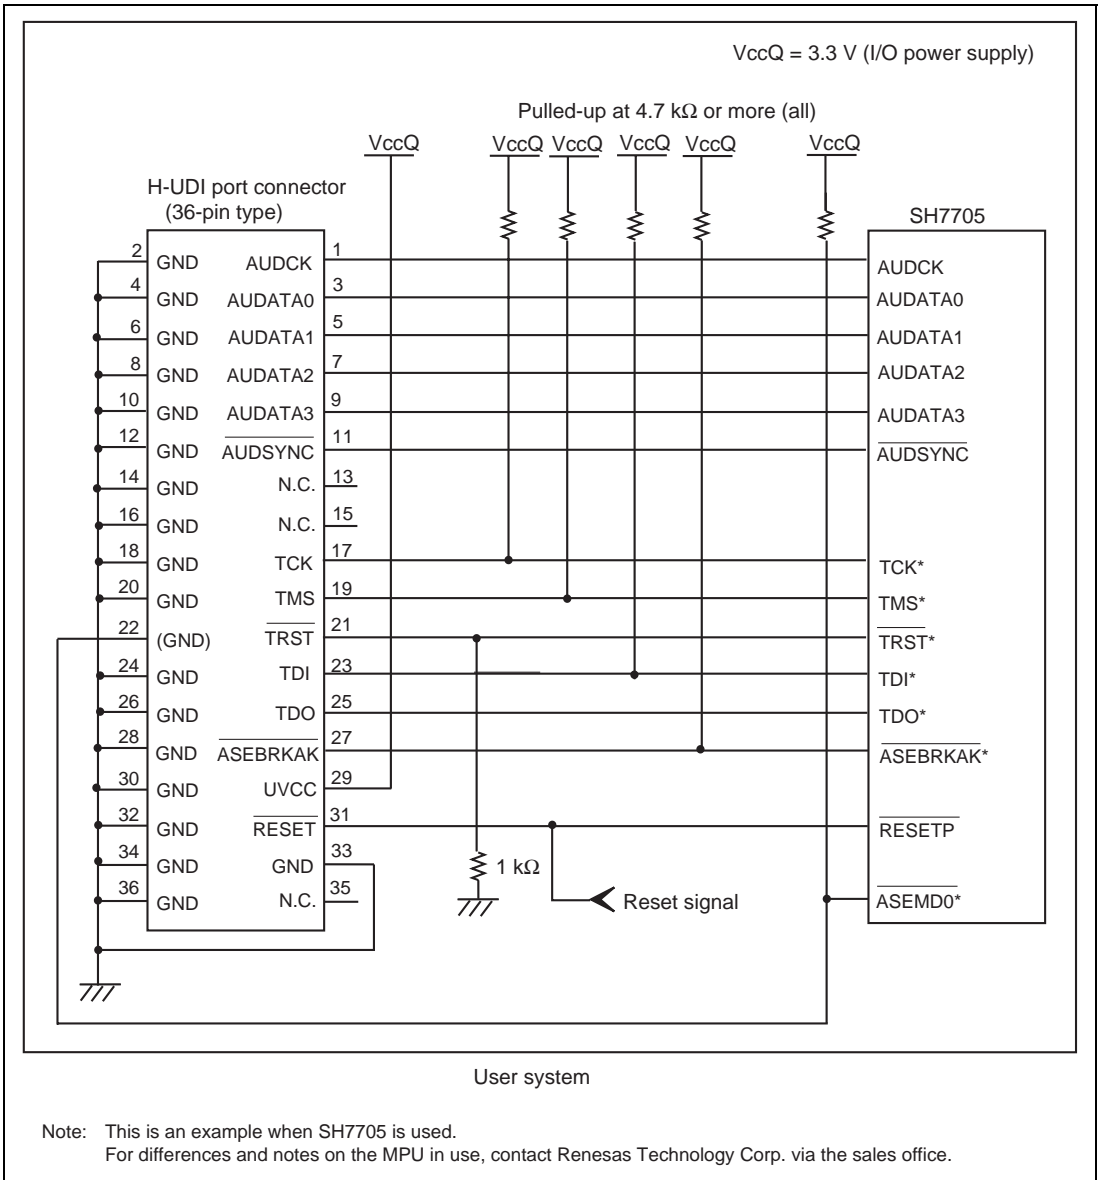 VccQ = 3.3 V (I/O power supply)
Pulled-up at 4.7 kΩ or more (all)
VccQ VccQ VccQ VccQ VccQ VccQ
H-UDI port connector
(36-pin type)
SH7705
2 GND AUDCK 1 AUDCK
4 GND AUDATA0 3 AUDATA0
6 GND AUDATA1 5 AUDATA1
8 GND AUDATA2 7 AUDATA2
10 GND AUDATA3 9 AUDATA3
12 GND AUDSYNC 11 AUDSYNC
14 GND N.C. 13
16 GND N.C. 15
18 GND TCK 17 TCK*
20 GND TMS 19 TMS*
22 (GND) TRST 21 TRST*
24 GND TDI 23 TDI*
26 GND TDO 25 TDO*
28 GND ASEBRKAK 27 ASEBRKAK*
30 GND UVCC 29
32 GND RESET 31 RESETP
34 GND GND 33 1 kΩ
36 GND N.C. 35 Reset signal ASEMD0*
User system
Note: This is an example when SH7705 is used.
For differences and notes on the MPU in use, contact Renesas Technology Corp. via the sales office.